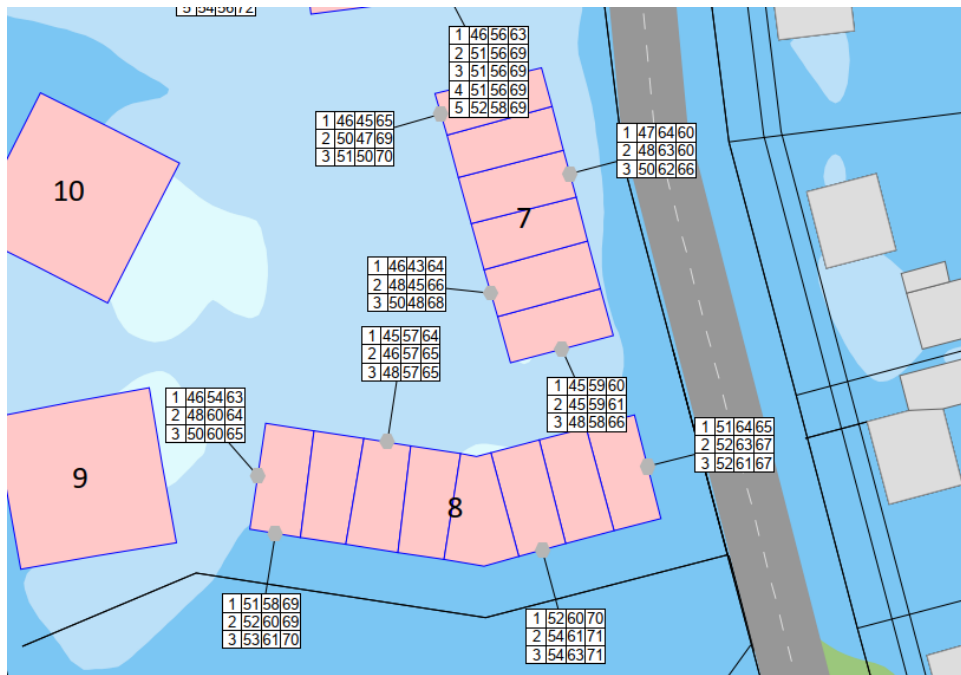 5 54 56 72
1 46 56 63
2 51 56 69
3 51 56 69
4 51 56 69
5 52 58 69
1 46 45 65
2 50 47 69
3 51 50 70
1 47 64 60
2 48 63 60
3 50 62 66
10
7
1 46 43 64
2 48 45 66
3 50 48 68
1 45 57 64
2 46 57 65
3 48 57 65
1 46 54 63
2 48 60 64
3 50 60 65
1 45 59 60
2 45 59 61
3 48 58 66
1 51 64 65
2 52 63 67
3 52 61 67
9
8
1 51 58 69
2 52 60 69
3 53 61 70
1 52 60 70
2 54 61 71
3 54 63 71